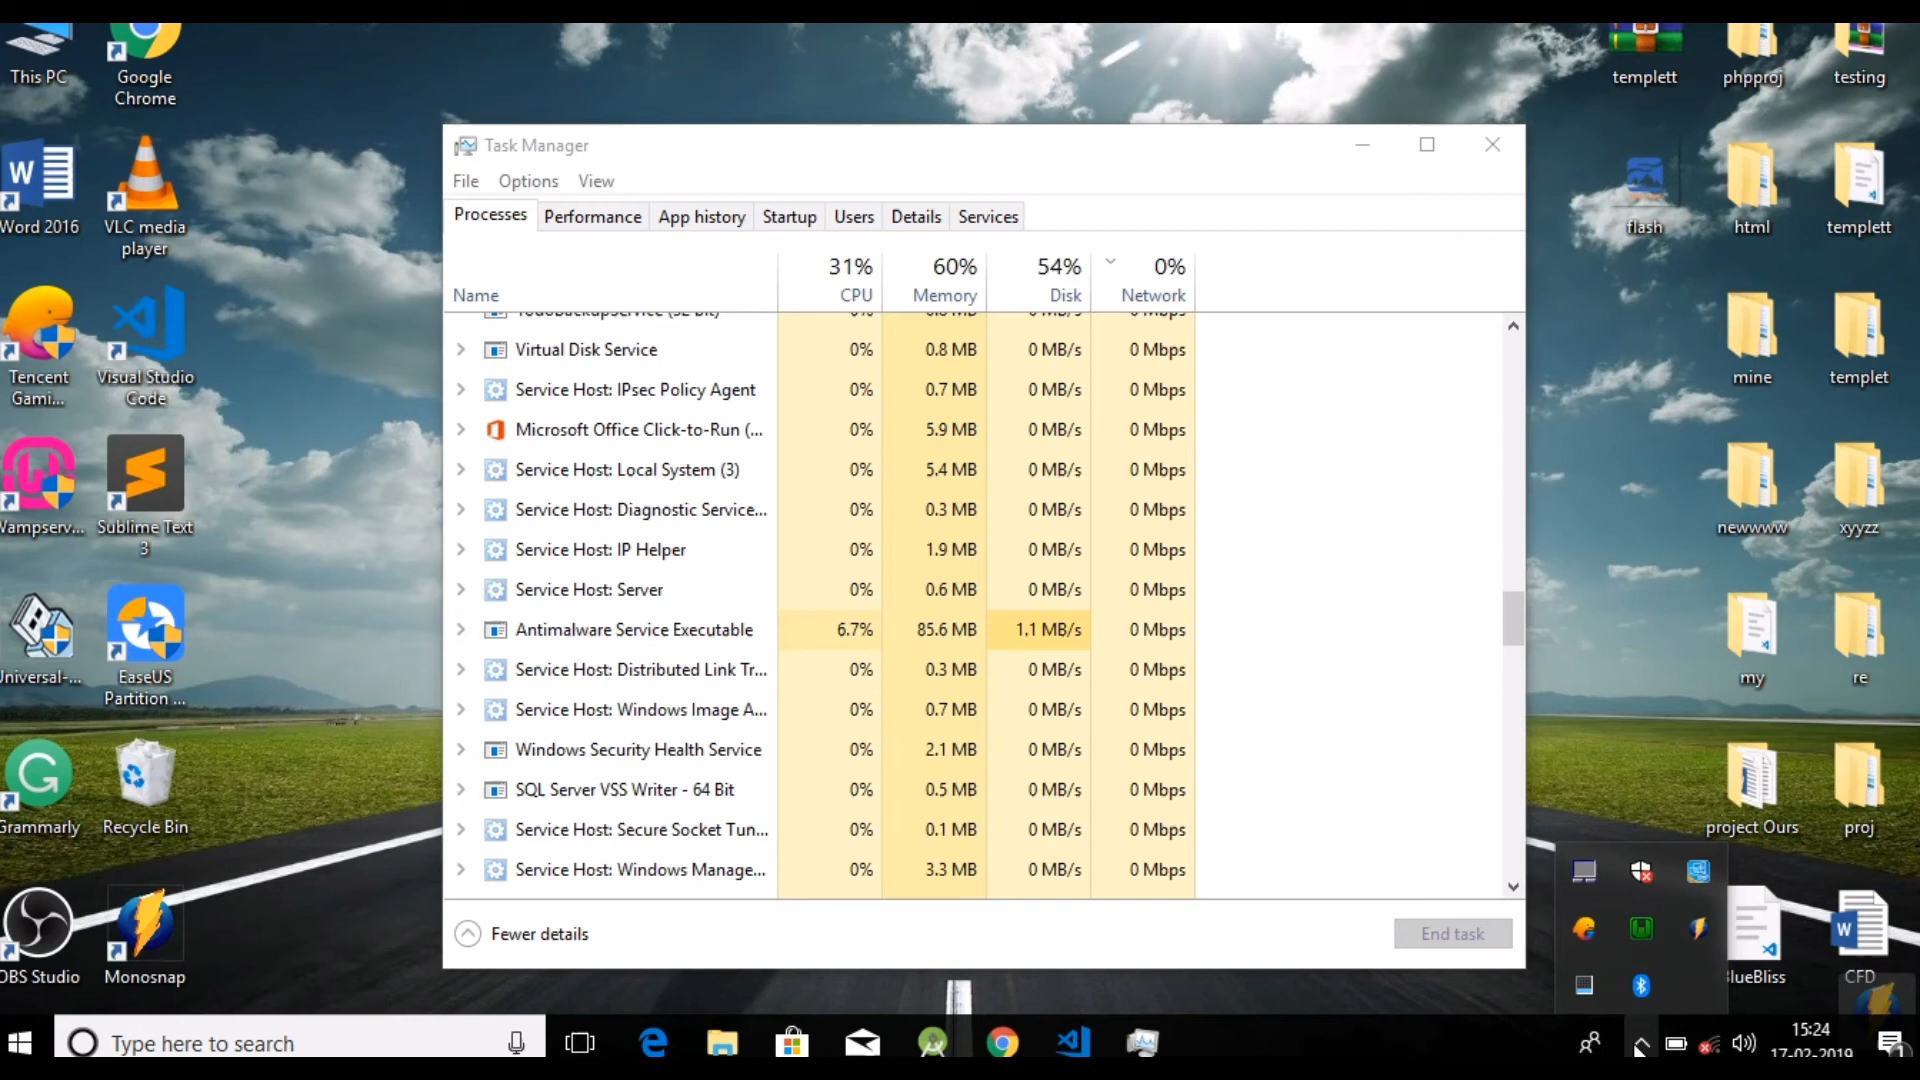 This PC
Google
Chrome
Word 2016
VLC media
player
Tencent
Gami...
Visual Studio
Code
Wampserv...
Sublime Text
3
Universal-...
EaseUS
Partition ...
Grammarly
Recycle Bin
OBS Studio
Monosnap
Task Manager
File Options View
Processes Performance App history Startup Users Details Services
31% 60% 54% 0%
Name CPU Memory Disk Network
Virtual Disk Service 0% 0.8 MB 0 MB/s 0 Mbps
Service Host: IPsec Policy Agent 0% 0.7 MB 0 MB/s 0 Mbps
Microsoft Office Click-to-Run (... 0% 5.9 MB 0 MB/s 0 Mbps
Service Host: Local System (3) 0% 5.4 MB 0 MB/s 0 Mbps
Service Host: Diagnostic Service... 0% 0.3 MB 0 MB/s 0 Mbps
Service Host: IP Helper 0% 1.9 MB 0 MB/s 0 Mbps
Service Host: Server 0% 0.6 MB 0 MB/s 0 Mbps
Antimalware Service Executable 6.7% 85.6 MB 1.1 MB/s 0 Mbps
Service Host: Distributed Link Tr... 0% 0.3 MB 0 MB/s 0 Mbps
Service Host: Windows Image A... 0% 0.7 MB 0 MB/s 0 Mbps
Windows Security Health Service 0% 2.1 MB 0 MB/s 0 Mbps
SQL Server VSS Writer - 64 Bit 0% 0.5 MB 0 MB/s 0 Mbps
Service Host: Secure Socket Tun... 0% 0.1 MB 0 MB/s 0 Mbps
Service Host: Windows Manage... 0% 3.3 MB 0 MB/s 0 Mbps
Fewer details
End task
templett phpproj testing
flash html templett
mine templet
newwww xyyzz
my re
project Ours proj
BlueBliss CFD
Type here to search
15:24
17-02-2019